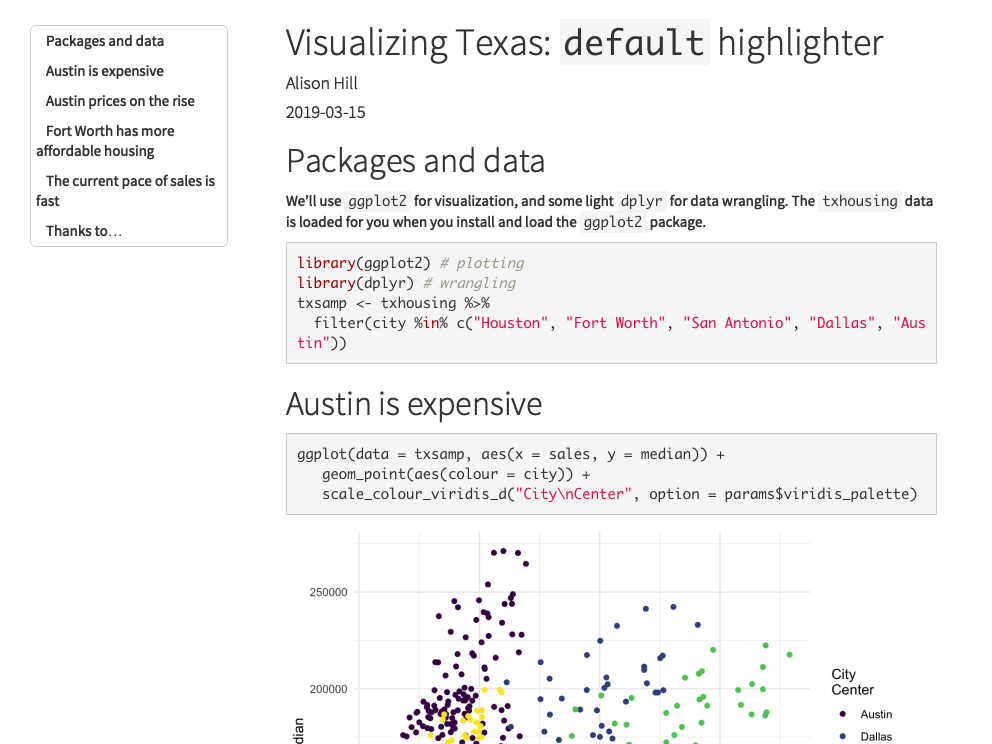 Packages and data
Austin is expensive
Austin prices on the rise
Fort Worth has more
affordable housing
The current pace of sales is
fast
Thanks to…
Visualizing Texas: default highlighter
Alison Hill
2019-03-15
Packages and data
We’ll use ggplot2 for visualization, and some light dplyr for data wrangling. The txhousing data
is loaded for you when you install and load the ggplot2 package.
library(ggplot2) # plotting
library(dplyr) # wrangling
txsamp <- txhousing %>%
  filter(city %in% c("Houston", "Fort Worth", "San Antonio", "Dallas", "Aus
tin"))
Austin is expensive
ggplot(data = txsamp, aes(x = sales, y = median)) +
   geom_point(aes(colour = city)) +
   scale_colour_viridis_d("City\nCenter", option = params$viridis_palette)
250000
200000
City
Center
Austin
Dallas